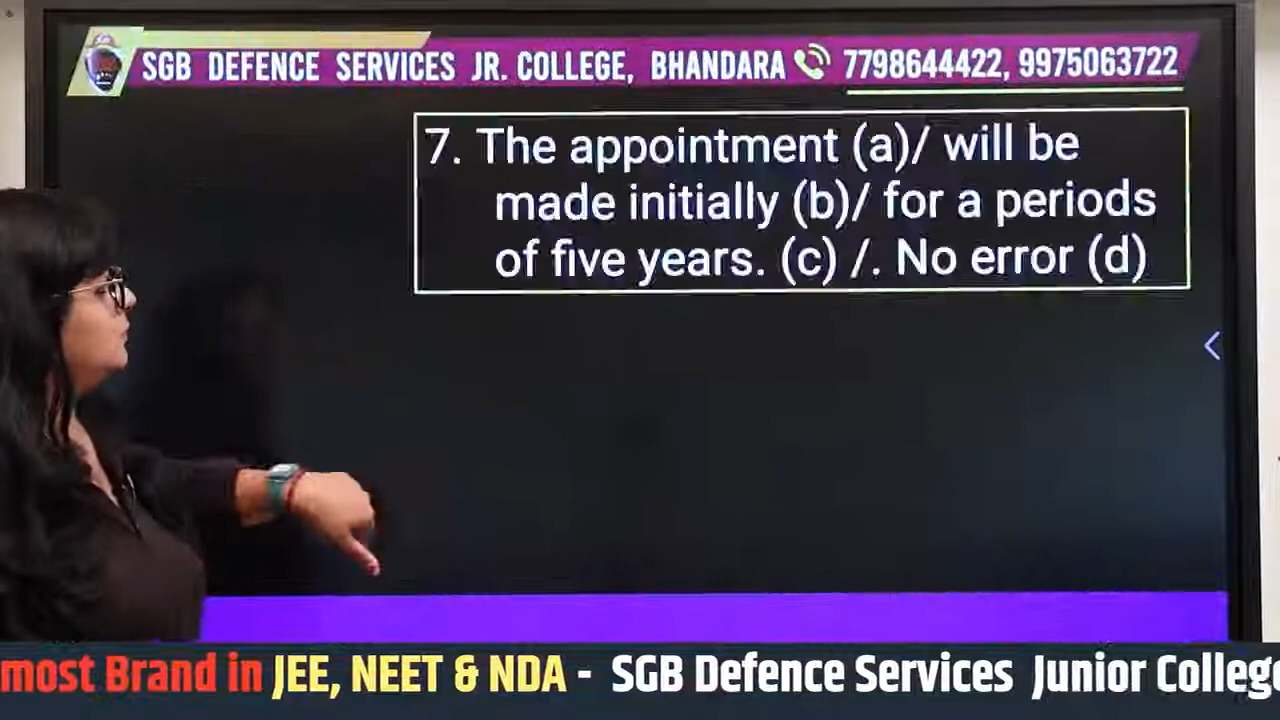 SGB DEFENCE SERVICES JR. COLLEGE, BHANDARA 7798644422, 9975063722
7. The appointment (a)/ will be
made initially (b)/ for a periods
of five years. (c) /. No error (d)
most Brand in JEE, NEET & NDA - SGB Defence Services Junior College